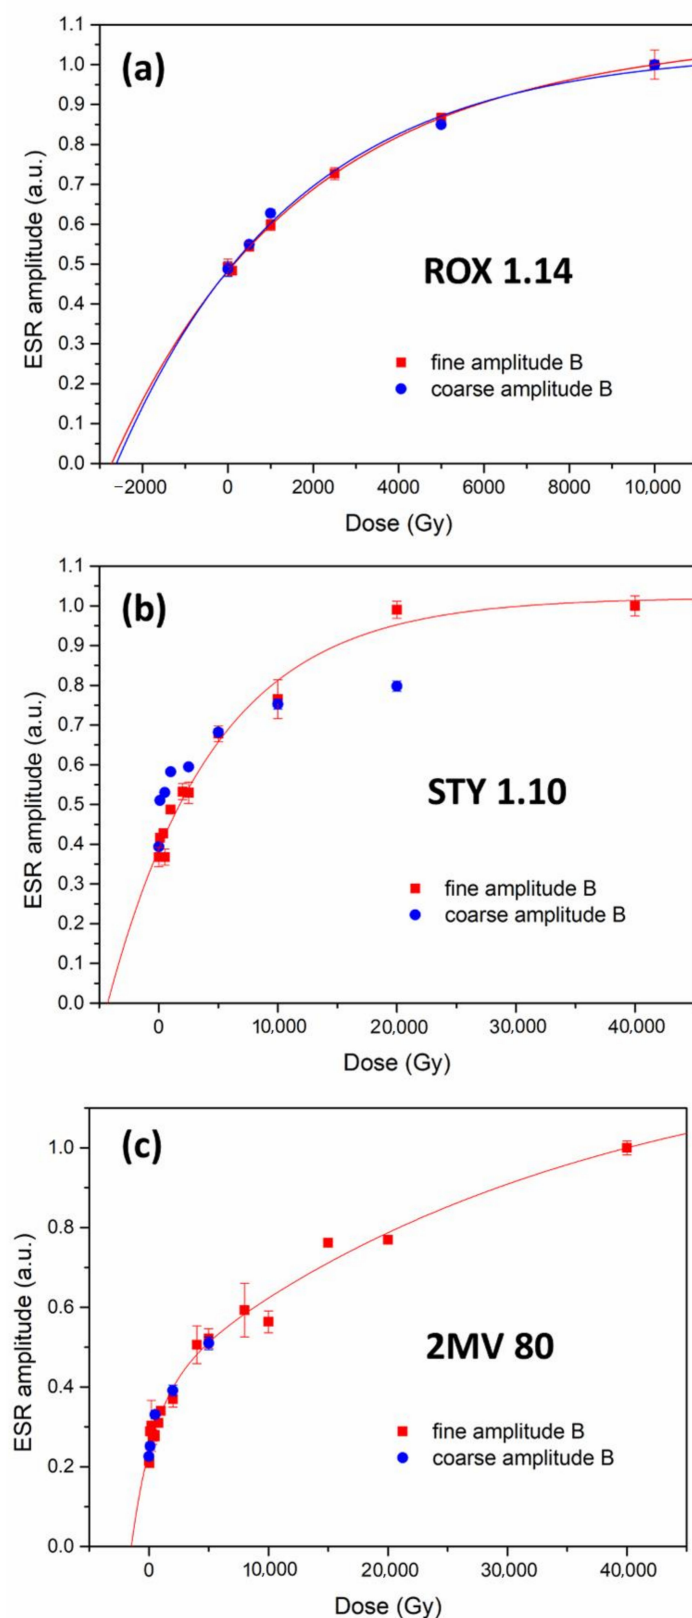 (a)
1.1
1.0
0.9
0.8
0.7
0.6
0.5
0.4
0.3
0.2
0.1
0.0
ESR amplitude (a.u.)
ROX 1.14
fine amplitude B
coarse amplitude B
−2000 0 2000 4000 6000 8000 10,000
Dose (Gy)
(b)
1.1
1.0
0.9
0.8
0.7
0.6
0.5
0.4
0.3
0.2
0.1
0.0
ESR amplitude (a.u.)
STY 1.10
fine amplitude B
coarse amplitude B
0 10,000 20,000 30,000 40,000
Dose (Gy)
(c)
1.0
0.8
0.6
0.4
0.2
0.0
ESR amplitude (a.u.)
2MV 80
fine amplitude B
coarse amplitude B
0 10,000 20,000 30,000 40,000
Dose (Gy)